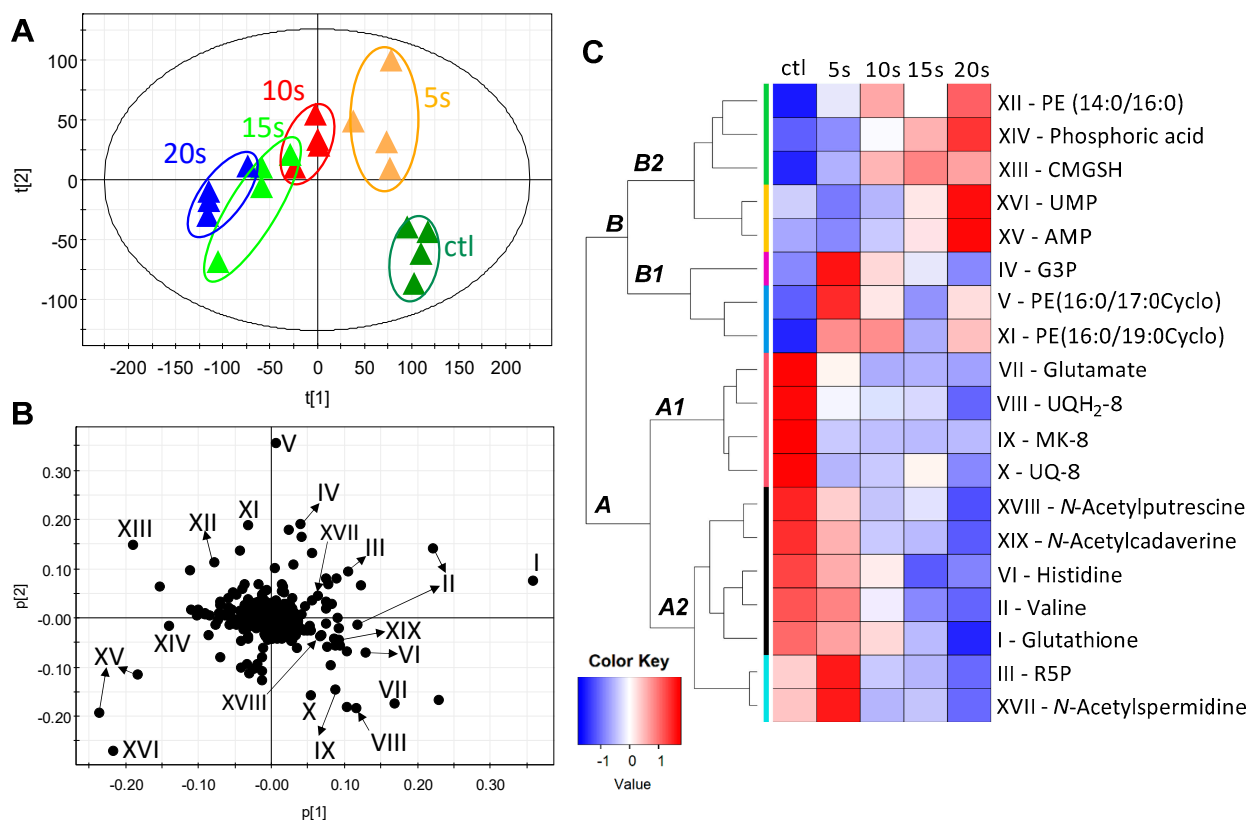 A
100
50
0
-50
-100
t[2]
-200
-150
-100
-50
0
50
100
150
200
t[1]
20s
15s
10s
5s
ctl
B
0.30
0.20
0.10
-0.00
-0.10
-0.20
p[2]
-0.20
-0.10
-0.00
0.10
0.20
0.30
p[1]
V
IV
XI
XII
XIII
XVII
III
I
II
XIX
XIV
VI
XV
XVIII
X
VII
IX
VIII
XVI
C
ctl 5s 10s 15s 20s
B2
B
B1
A1
A
A2
XII - PE (14:0/16:0)
XIV - Phosphoric acid
XIII - CMGSH
XVI - UMP
XV - AMP
IV - G3P
V - PE(16:0/17:0Cyclo)
XI - PE(16:0/19:0Cyclo)
VII - Glutamate
VIII - UQH₂-8
IX - MK-8
X - UQ-8
XVIII - N-Acetylputrescine
XIX - N-Acetylcadaverine
VI - Histidine
II - Valine
I - Glutathione
III - R5P
XVII - N-Acetylspermidine
Color Key
-1 0 1
Value